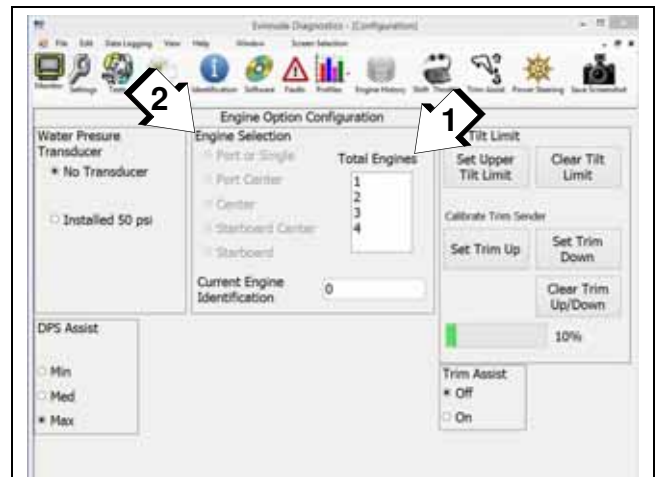 Evinrude Diagnostics - [Configuration]
File Edit Data Logging View Help Window Screen Selection
Monitor Settings Identification Software Faults Profiles Engine History Shift Trim Assist Power Steering Save Screenshot
2
1
Engine Option Configuration
Water Presure
Transducer
No Transducer
Installed 50 psi
Engine Selection
Port or Single
Port Center
Center
Starboard Center
Starboard
Total Engines
1
2
3
4
Current Engine
Identification
0
Tilt Limit
Set Upper
Tilt Limit
Clear Tilt
Limit
Calibrate Trim Sender
Set Trim Up
Set Trim
Down
Clear Trim
Up/Down
10%
DPS Assist
Min
Med
Max
Trim Assist
Off
On